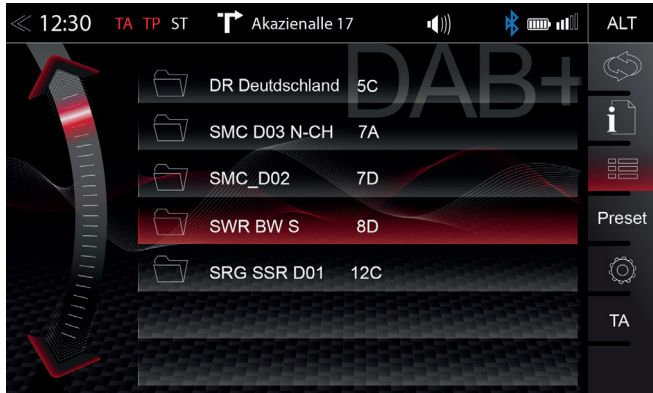 12:30 TA TP ST Akazienalle 17 ALT
DAB+
DR Deutdschland 5C
SMC D03 N-CH 7A
i
SMC_D02 7D
SWR BW S 8D
Preset
SRG SSR D01 12C
TA